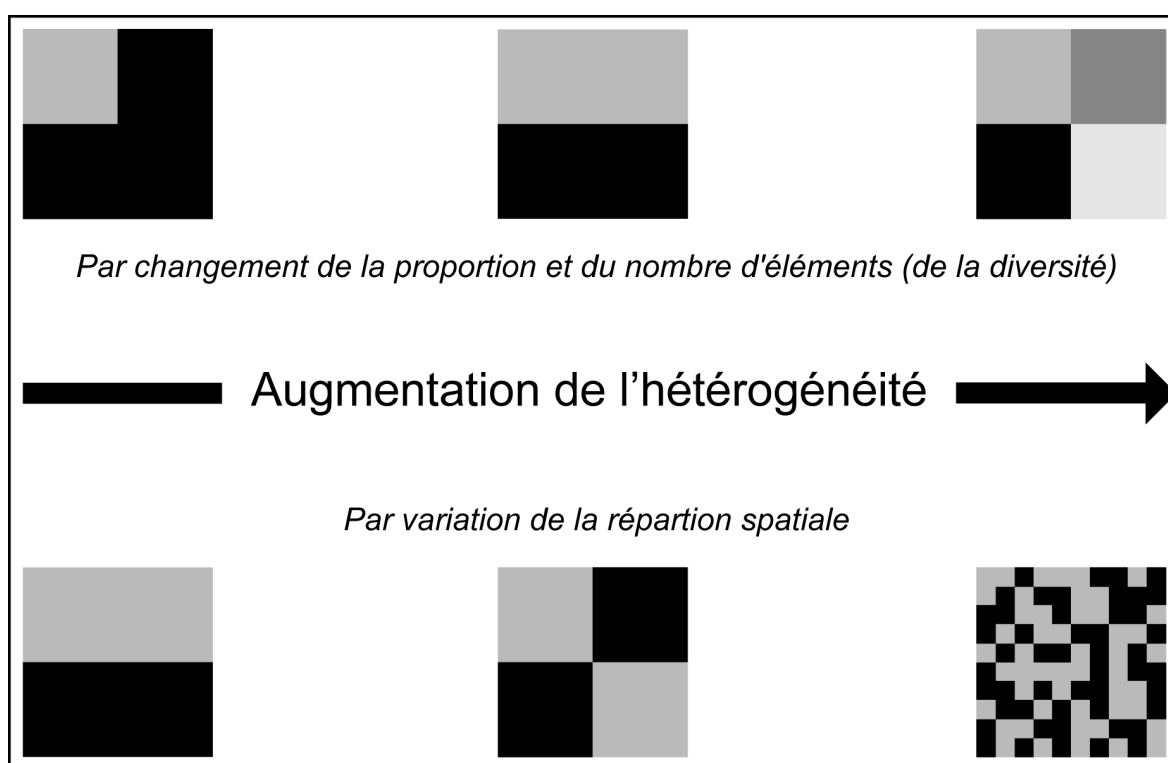 Par changement de la proportion et du nombre d'éléments (de la diversité)
Augmentation de l’hétérogénéité
Par variation de la répartion spatiale